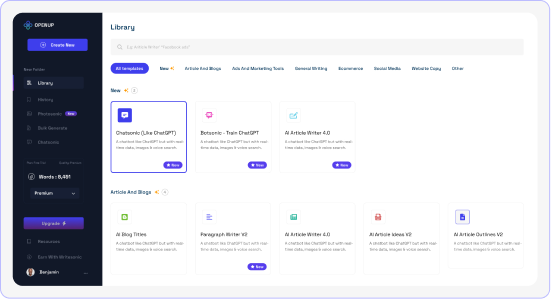 OPENUP
Create New
Library
History
Photosonic New
Bulk Generate
Chatsonic
Words : 8,491
Premium
Upgrade
Resources
Earn With Writesonic
Benjamin
Library
All templates
New
Article And Blogs
Ads And Marketing Tools
General Writing
Ecommerce
Social Media
Website Copy
Other
New
Chatsonic (Like ChatGPT)
A chatbot like ChatGPT but with real-
time data, images & voice search.
New
Botsonic - Train ChatGPT
A chatbot like ChatGPT but with real-
time data, images & voice search.
New
AI Article Writer 4.0
A chatbot like ChatGPT but with real-
time data, images & voice search.
New
Article And Blogs
AI Blog Titles
A chatbot like ChatGPT but with real-
time data, images & voice search.
Paragraph Writer V2
A chatbot like ChatGPT but with real-
time data, images & voice search.
New
AI Article Writer 4.0
A chatbot like ChatGPT but with real-
time data, images & voice search.
AI Article Ideas V2
A chatbot like ChatGPT but with real-
time data, images & voice search.
AI Article Outlines V2
A chatbot like ChatGPT but with real-
time data, images & voice search.